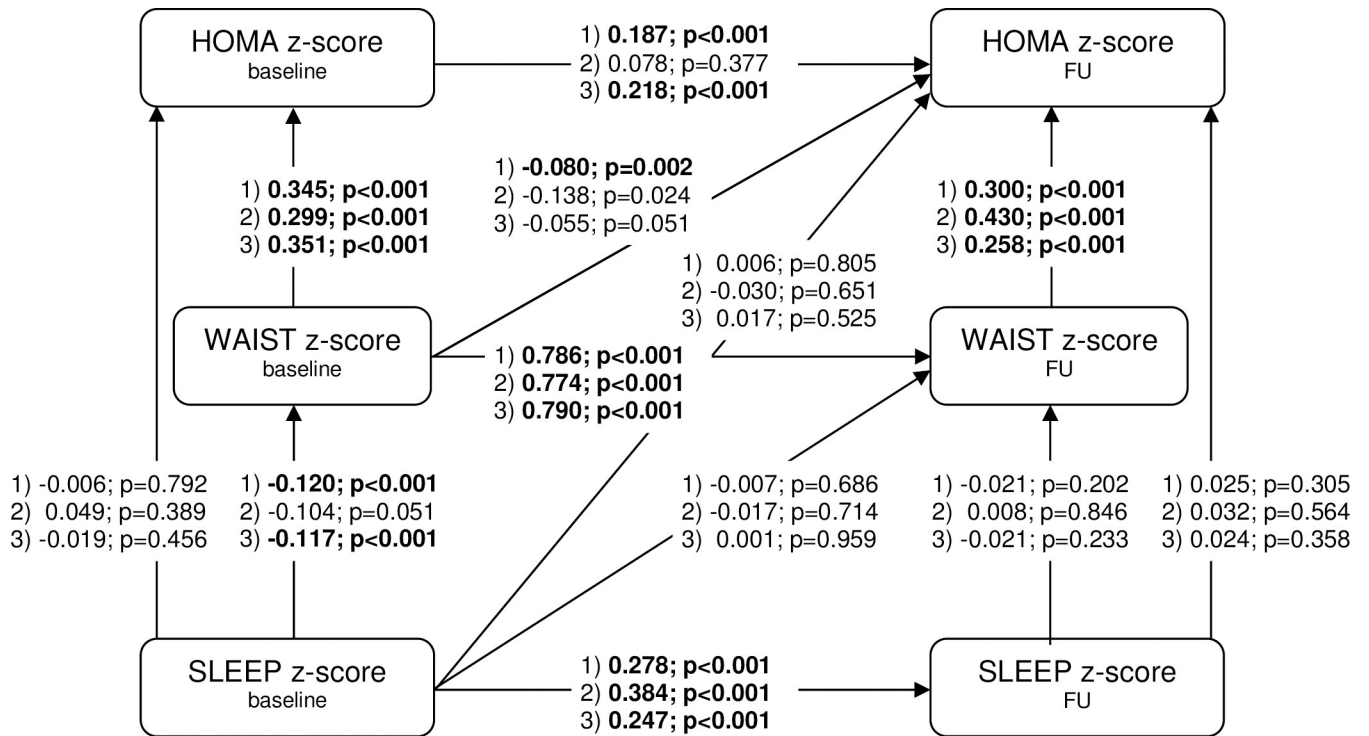 HOMA z-score
baseline
1) 0.187; p<0.001
2) 0.078; p=0.377
3) 0.218; p<0.001
HOMA z-score
FU
1) 0.345; p<0.001
2) 0.299; p<0.001
3) 0.351; p<0.001
1) -0.080; p=0.002
2) -0.138; p=0.024
3) -0.055; p=0.051
1) 0.006; p=0.805
2) -0.030; p=0.651
3) 0.017; p=0.525
1) 0.300; p<0.001
2) 0.430; p<0.001
3) 0.258; p<0.001
WAIST z-score
baseline
1) 0.786; p<0.001
2) 0.774; p<0.001
3) 0.790; p<0.001
WAIST z-score
FU
1) -0.006; p=0.792
2) 0.049; p=0.389
3) -0.019; p=0.456
1) -0.120; p<0.001
2) -0.104; p=0.051
3) -0.117; p<0.001
1) -0.007; p=0.686
2) -0.017; p=0.714
3) 0.001; p=0.959
1) -0.021; p=0.202
2) 0.008; p=0.846
3) -0.021; p=0.233
1) 0.025; p=0.305
2) 0.032; p=0.564
3) 0.024; p=0.358
SLEEP z-score
baseline
1) 0.278; p<0.001
2) 0.384; p<0.001
3) 0.247; p<0.001
SLEEP z-score
FU